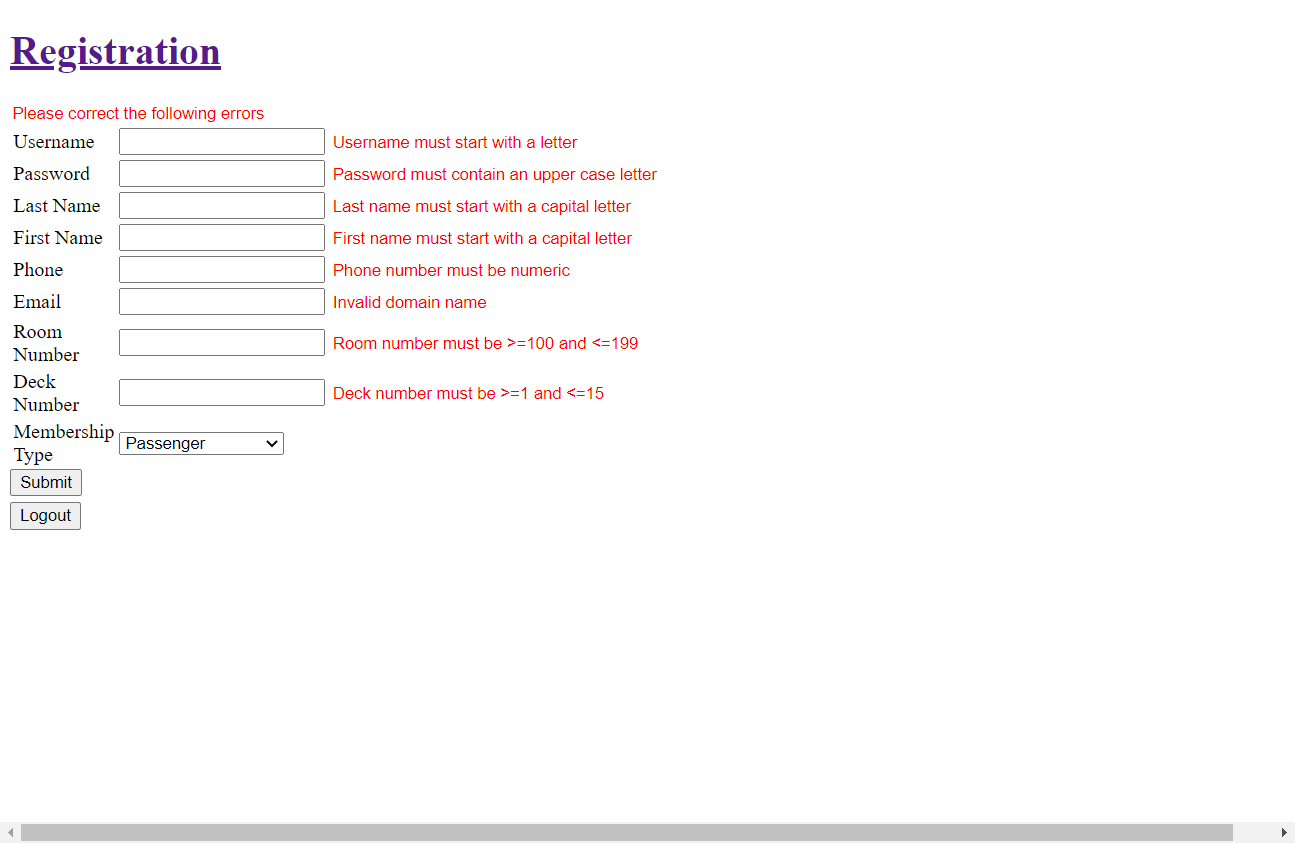 Registration
Please correct the following errors
Username Username must start with a letter
Password Password must contain an upper case letter
Last Name Last name must start with a capital letter
First Name First name must start with a capital letter
Phone Phone number must be numeric
Email Invalid domain name
Room
Number Room number must be >=100 and <=199
Deck
Number Deck number must be >=1 and <=15
Membership
Type Passenger
Submit
Logout